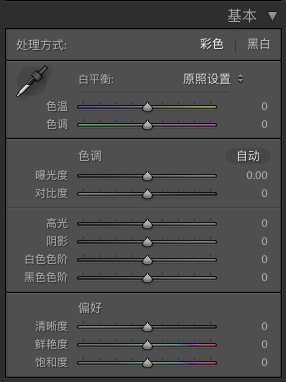 基本
处理方式: 彩色 | 黑白
白平衡: 原照设置
色温 0
色调 0
色调 自动
曝光度 0.00
对比度 0
高光 0
阴影 0
白色色阶 0
黑色色阶 0
偏好
清晰度 0
鲜艳度 0
饱和度 0